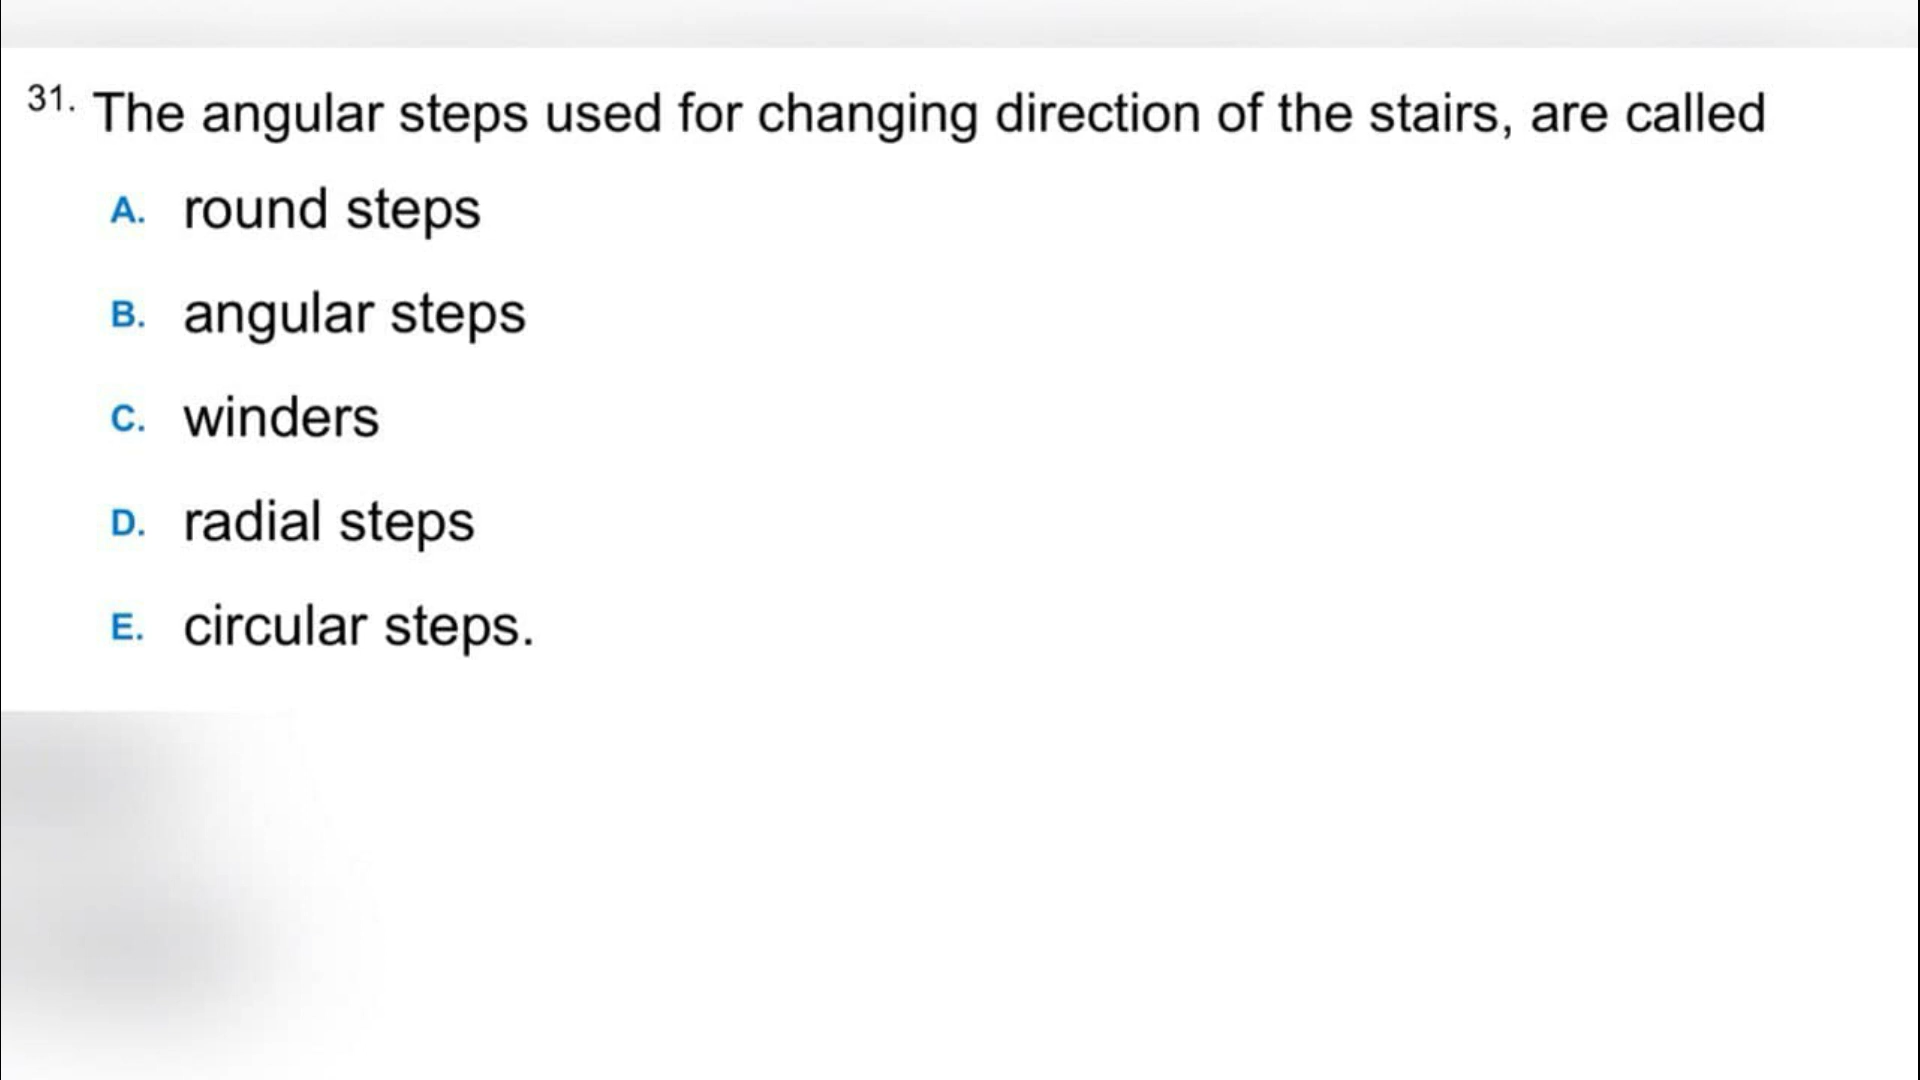 31. The angular steps used for changing direction of the stairs, are called
A. round steps
B. angular steps
C. winders
D. radial steps
E. circular steps.